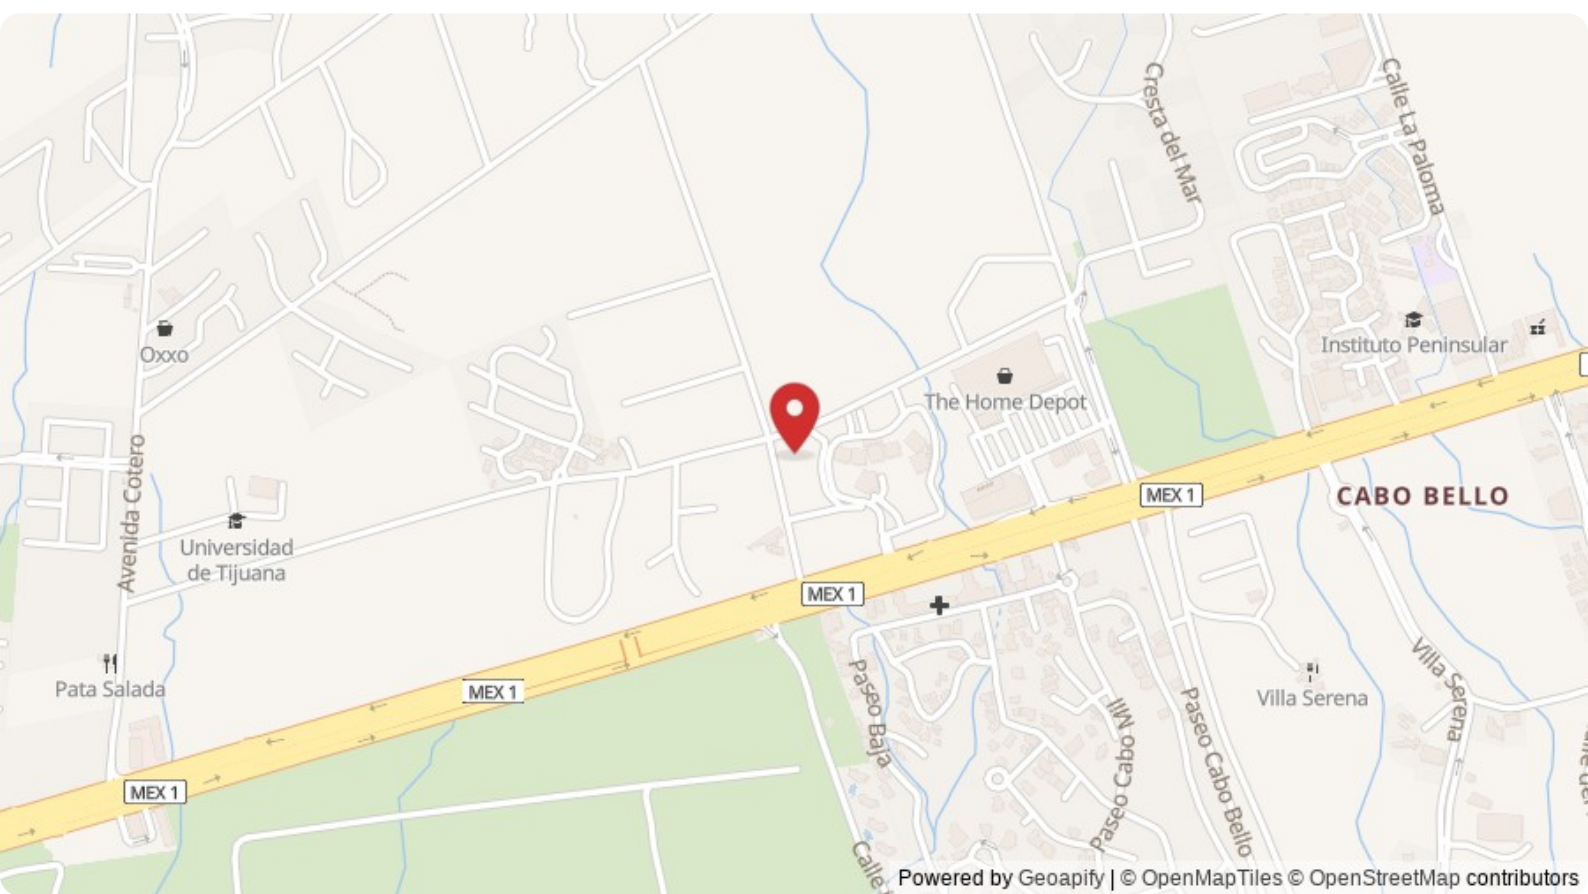 Cresta del Mar
Calle La Paloma
Oxxo
Instituto Peninsular
The Home Depot
Avenida Cotero
MEX 1
CABO BELLO
Universidad
de Tijuana
MEX 1
Pata Salada
MEX 1
Paseo Baja
Villa Serena
Villa Serena
Paseo Cabo Mil
Paseo Cabo Bello
MEX 1
Calle
Powered by Geoapify | © OpenMapTiles © OpenStreetMap contributors